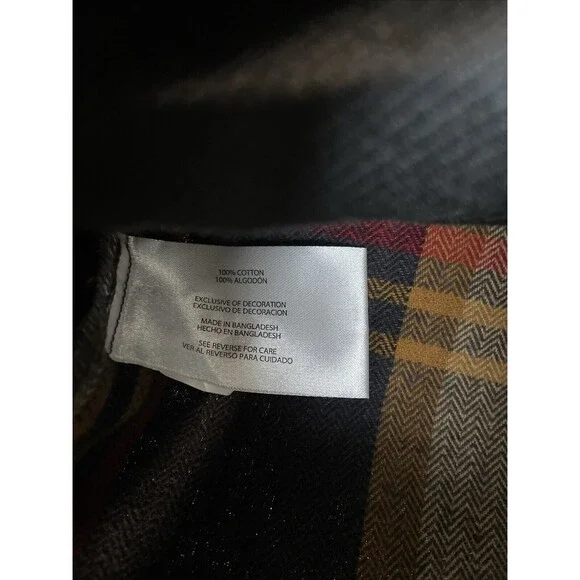 100% COTTON
100% ALGODÓN
EXCLUSIVE OF DECORATION
EXCLUSIVO DE DECORACION
MADE IN BANGLADESH
HECHO EN BANGLADESH
SEE REVERSE FOR CARE
VER AL REVERSO PARA CUIDADO